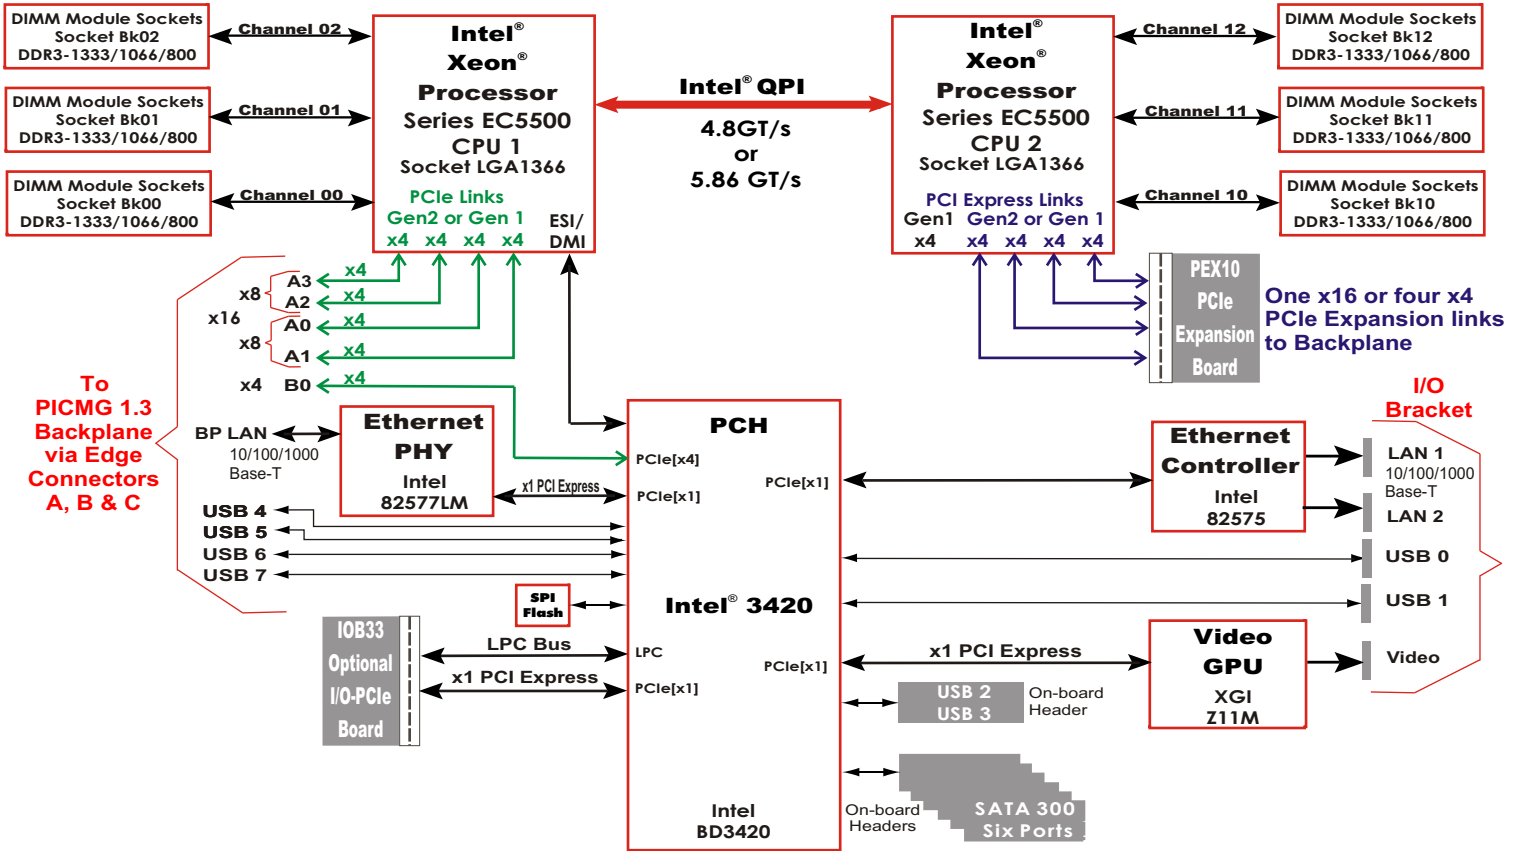 DIMM Module Sockets
Socket Bk02
DDR3-1333/1066/800
Channel 02
DIMM Module Sockets
Socket Bk01
DDR3-1333/1066/800
Channel 01
DIMM Module Sockets
Socket Bk00
DDR3-1333/1066/800
Channel 00
Intel®
Xeon®
Processor
Series EC5500
CPU 1
Socket LGA1366
PCIe Links
Gen2 or Gen 1
x4 x4 x4 x4
ESI/
DMI
Intel® QPI
4.8GT/s
or
5.86 GT/s
Intel®
Xeon®
Processor
Series EC5500
CPU 2
Socket LGA1366
PCI Express Links
Gen1 Gen2 or Gen 1
x4 x4 x4 x4 x4
Channel 12
DIMM Module Sockets
Socket Bk12
DDR3-1333/1066/800
Channel 11
DIMM Module Sockets
Socket Bk11
DDR3-1333/1066/800
Channel 10
DIMM Module Sockets
Socket Bk10
DDR3-1333/1066/800
A3 x4
x8
A2 x4
x16
A0 x4
x8
A1 x4
x4 B0 x4
To
PICMG 1.3
Backplane
via Edge
Connectors
A, B & C
BP LAN
10/100/1000
Base-T
Ethernet
PHY
Intel
82577LM
x1 PCI Express
USB 4
USB 5
USB 6
USB 7
SPI
Flash
IOB33
Optional
I/O-PCIe
Board
LPC Bus
x1 PCI Express
PCH
PCIe[x4]
PCIe[x1]
PCIe[x1]
Intel® 3420
LPC
PCIe[x1]
PCIe[x1]
Intel
BD3420
PEX10
PCIe
Expansion
Board
One x16 or four x4
PCIe Expansion links
to Backplane
I/O
Bracket
Ethernet
Controller
Intel
82575
LAN 1
10/100/1000
Base-T
LAN 2
USB 0
USB 1
x1 PCI Express
Video
GPU
XGI
Z11M
Video
USB 2
USB 3
On-board
Header
On-board
Headers
SATA 300
Six Ports